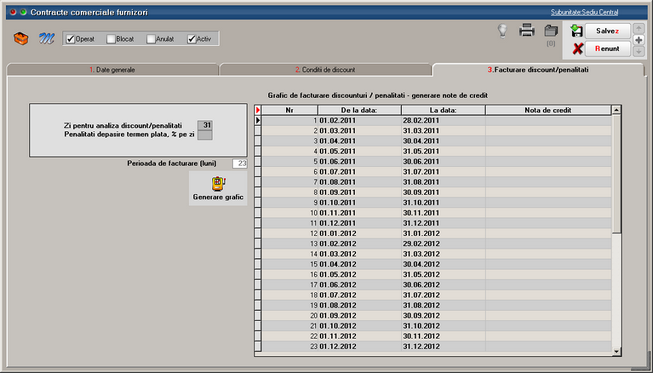 Contracte comerciale furnizori
Subunitate:Sediu Central
Operat Blocat Anulat Activ
(0)
Salvez
Renunt
1. Date generale
2. Conditii de discount
3.Facturare discount/penalitati
Grafic de facturare discounturi / penalitati - generare note de credit
Zi pentru analiza discount/penalitati 31
Penalitati depasire termen plata, % pe zi
Perioada de facturare (luni) 23
Generare grafic
Nr De la data: La data: Nota de credit
1 01.02.2011 28.02.2011
2 01.03.2011 31.03.2011
3 01.04.2011 30.04.2011
4 01.05.2011 31.05.2011
5 01.06.2011 30.06.2011
6 01.07.2011 31.07.2011
7 01.08.2011 31.08.2011
8 01.09.2011 30.09.2011
9 01.10.2011 31.10.2011
10 01.11.2011 30.11.2011
11 01.12.2011 31.12.2011
12 01.01.2012 31.01.2012
13 01.02.2012 29.02.2012
14 01.03.2012 31.03.2012
15 01.04.2012 30.04.2012
16 01.05.2012 31.05.2012
17 01.06.2012 30.06.2012
18 01.07.2012 31.07.2012
19 01.08.2012 31.08.2012
20 01.09.2012 30.09.2012
21 01.10.2012 31.10.2012
22 01.11.2012 30.11.2012
23 01.12.2012 31.12.2012